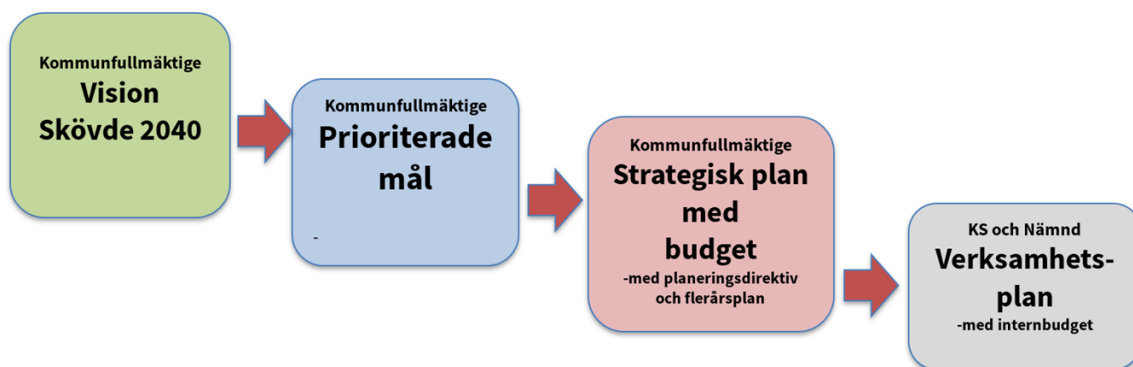 Kommunfullmäktige
Vision
Skövde 2040
Kommunfullmäktige
Prioriterade
mål
-
Kommunfullmäktige
Strategisk plan
med
budget
-med planeringsdirektiv
och flerårsplan
KS och Nämnd
Verksamhets-
plan
-med internbudget